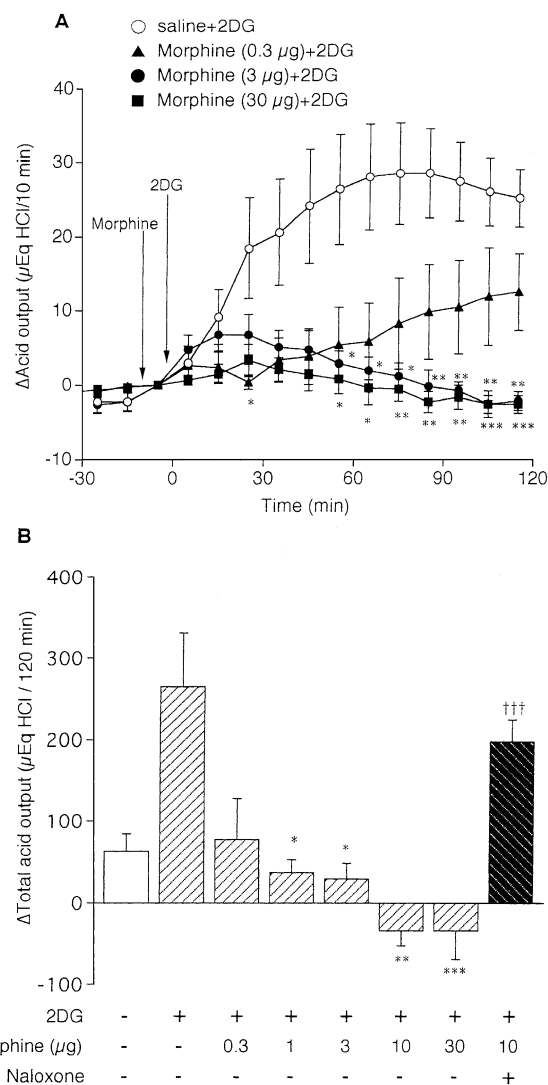 A
saline+2DG
Morphine (0.3 µg)+2DG
Morphine (3 µg)+2DG
Morphine (30 µg)+2DG
40
30
20
10
0
-10
ΔAcid output (µEq HCl/10 min)
2DG
Morphine
* * * ** ** ** **
* * * ** ** ** *** ***
-30 0 30 60 90 120
Time (min)
B
400
300
200
100
0
-100
ΔTotal acid output (µEq HCl / 120 min)
†††
* *
** ***
2DG - + + + + + + +
phine (µg) - - 0.3 1 3 10 30 10
Naloxone - - - - - - - +